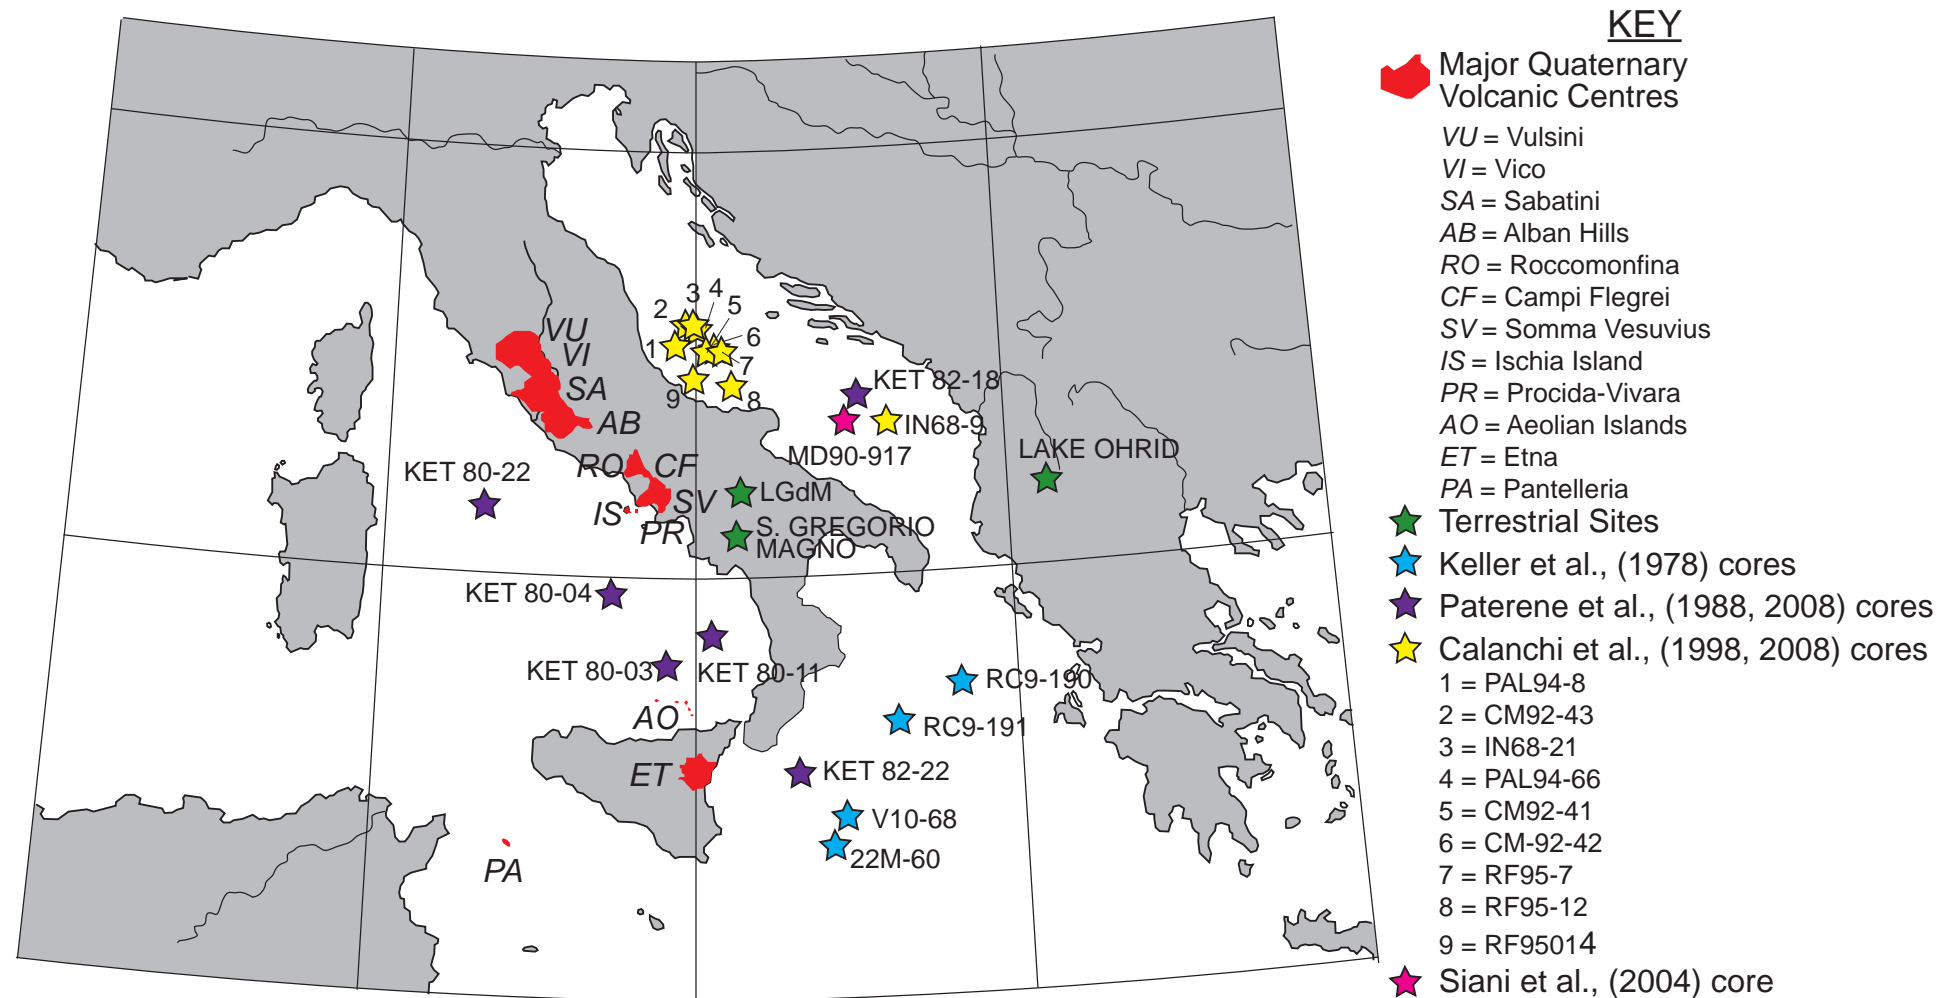 KEY
Major Quaternary
Volcanic Centres
VU = Vulsini
VI = Vico
SA = Sabatini
AB = Alban Hills
RO = Roccomonfina
CF = Campi Flegrei
SV = Somma Vesuvius
IS = Ischia Island
PR = Procida-Vivara
AO = Aeolian Islands
ET = Etna
PA = Pantelleria
Terrestrial Sites
Keller et al., (1978) cores
Paterene et al., (1988, 2008) cores
Calanchi et al., (1998, 2008) cores
1 = PAL94-8
2 = CM92-43
3 = IN68-21
4 = PAL94-66
5 = CM92-41
6 = CM-92-42
7 = RF95-7
8 = RF95-12
9 = RF95014
Siani et al., (2004) core
3
4
2
5
6
1
7
9
8
VU
VI
SA
AB
KET 82-18
IN68-9
MD90-917
LAKE OHRID
RO
CF
KET 80-22
SV
LGdM
IS
PR
S. GREGORIO
MAGNO
KET 80-04
KET 80-03
KET 80-11
RC9-190
AO
RC9-191
ET
KET 82-22
V10-68
22M-60
PA